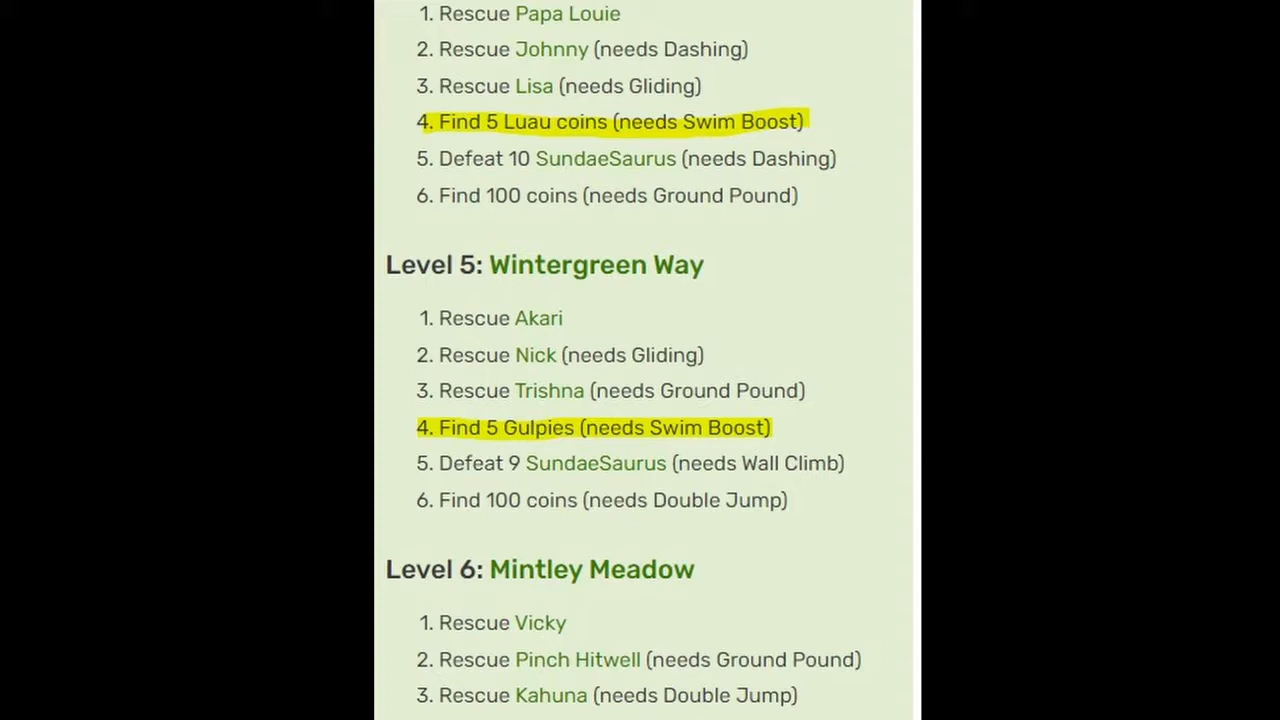 1. Rescue Papa Louie
2. Rescue Johnny (needs Dashing)
3. Rescue Lisa (needs Gliding)
4. Find 5 Luau coins (needs Swim Boost)
5. Defeat 10 SundaeSaurus (needs Dashing)
6. Find 100 coins (needs Ground Pound)
Level 5: Wintergreen Way
1. Rescue Akari
2. Rescue Nick (needs Gliding)
3. Rescue Trishna (needs Ground Pound)
4. Find 5 Gulpies (needs Swim Boost)
5. Defeat 9 SundaeSaurus (needs Wall Climb)
6. Find 100 coins (needs Double Jump)
Level 6: Mintley Meadow
1. Rescue Vicky
2. Rescue Pinch Hitwell (needs Ground Pound)
3. Rescue Kahuna (needs Double Jump)